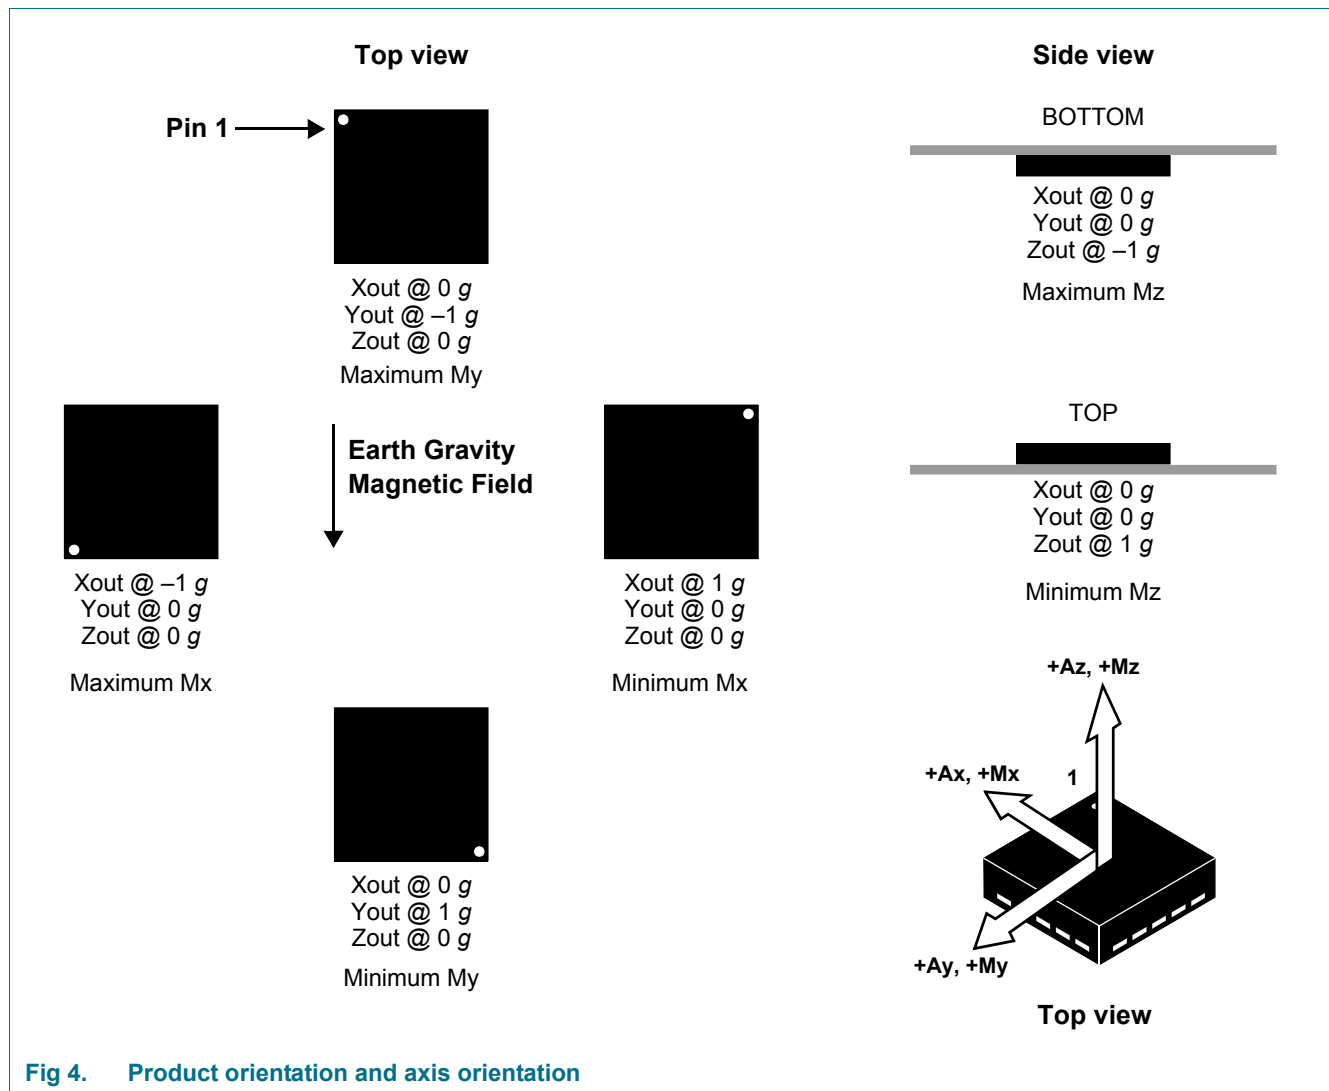 Top view
Pin 1
Xout @ 0 g
Yout @ –1 g
Zout @ 0 g
Maximum My
Earth Gravity
Magnetic Field
Xout @ –1 g
Yout @ 0 g
Zout @ 0 g
Maximum Mx
Xout @ 1 g
Yout @ 0 g
Zout @ 0 g
Minimum Mx
Xout @ 0 g
Yout @ 1 g
Zout @ 0 g
Minimum My
Side view
BOTTOM
Xout @ 0 g
Yout @ 0 g
Zout @ –1 g
Maximum Mz
TOP
Xout @ 0 g
Yout @ 0 g
Zout @ 1 g
Minimum Mz
+Az, +Mz
+Ax, +Mx
1
+Ay, +My
Top view
Fig 4. Product orientation and axis orientation